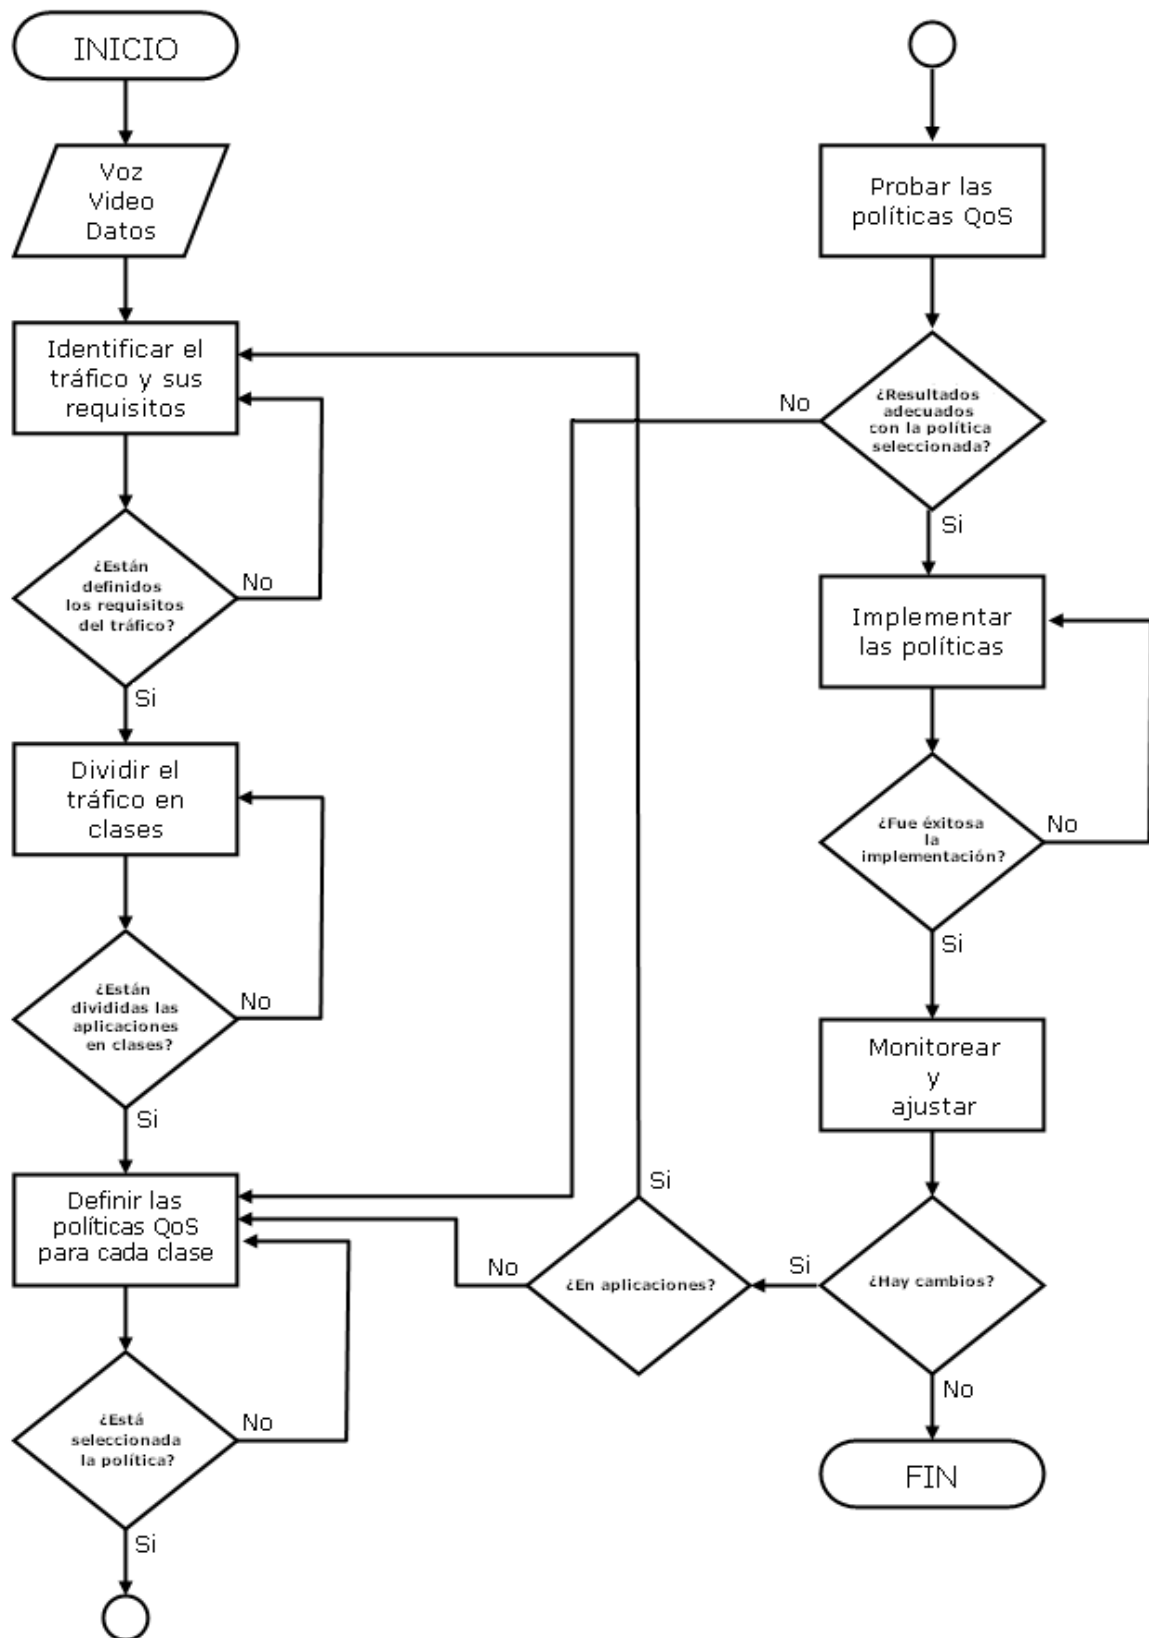 INICIO
Voz
Video
Datos
Identificar el
tráfico y sus
requisitos
¿Están
definidos
los requisitos
del tráfico?
No
Si
Dividir el
tráfico en
clases
¿Están
divididas las
aplicaciones
en clases?
No
Si
Definir las
políticas QoS
para cada clase
¿Está
seleccionada
la política?
No
Si
Probar las
políticas QoS
¿Resultados
adecuados
con la política
seleccionada?
No
Si
Implementar
las políticas
¿Fue éxitosa
la
implementación?
No
Si
Monitorear
y
ajustar
¿Hay cambios?
Si
No
¿En aplicaciones?
Si
No
FIN